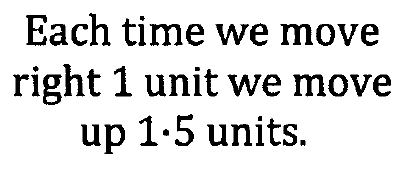 Each time we move
right 1 unit we move
up 1·5 units.